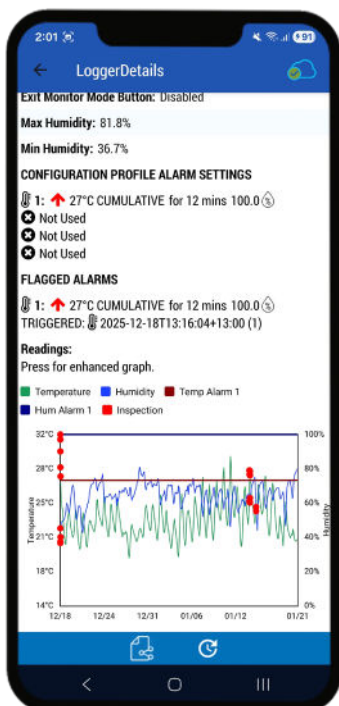 2:01
91
LoggerDetails
Exit Monitor Mode Button: Disabled
Max Humidity: 81.8%
Min Humidity: 36.7%
CONFIGURATION PROFILE ALARM SETTINGS
1: 27°C CUMULATIVE for 12 mins 100.0 %
Not Used
Not Used
Not Used
FLAGGED ALARMS
1: 27°C CUMULATIVE for 12 mins 100.0 %
TRIGGERED: 2025-12-18T13:16:04+13:00 (1)
Readings:
Press for enhanced graph.
Temperature Humidity Temp Alarm 1
Hum Alarm 1 Inspection
32°C 100%
28°C 80%
25°C 60%
21°C 40%
18°C 20%
14°C 0%
Temperature
Humidity
12/18 12/24 12/31 01/06 01/12 01/21